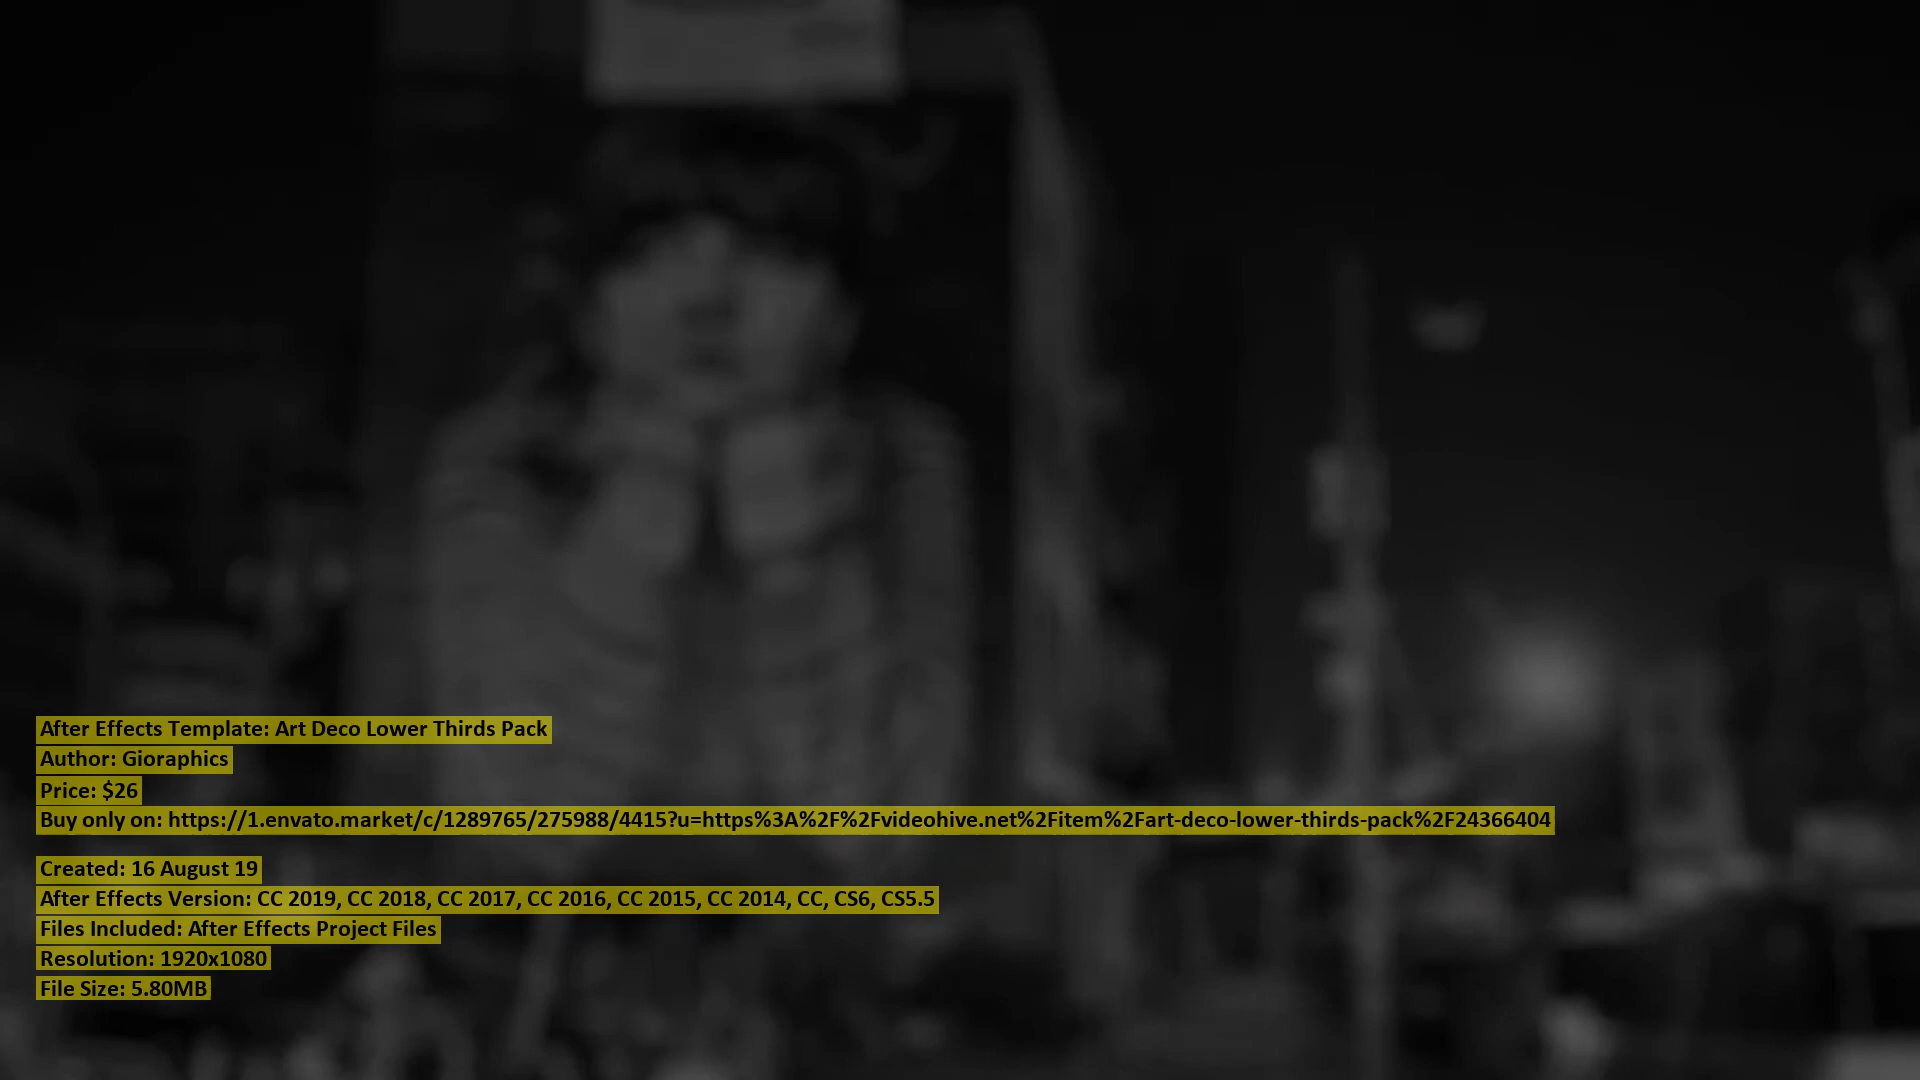 After Effects Template: Art Deco Lower Thirds Pack
Author: Gioraphics
Price: $26
Buy only on: https://1.envato.market/c/1289765/275988/4415?u=https%3A%2F%2Fvideohive.net%2Fitem%2Fart-deco-lower-thirds-pack%2F24366404
Created: 16 August 19
After Effects Version: CC 2019, CC 2018, CC 2017, CC 2016, CC 2015, CC 2014, CC, CS6, CS5.5
Files Included: After Effects Project Files
Resolution: 1920x1080
File Size: 5.80MB